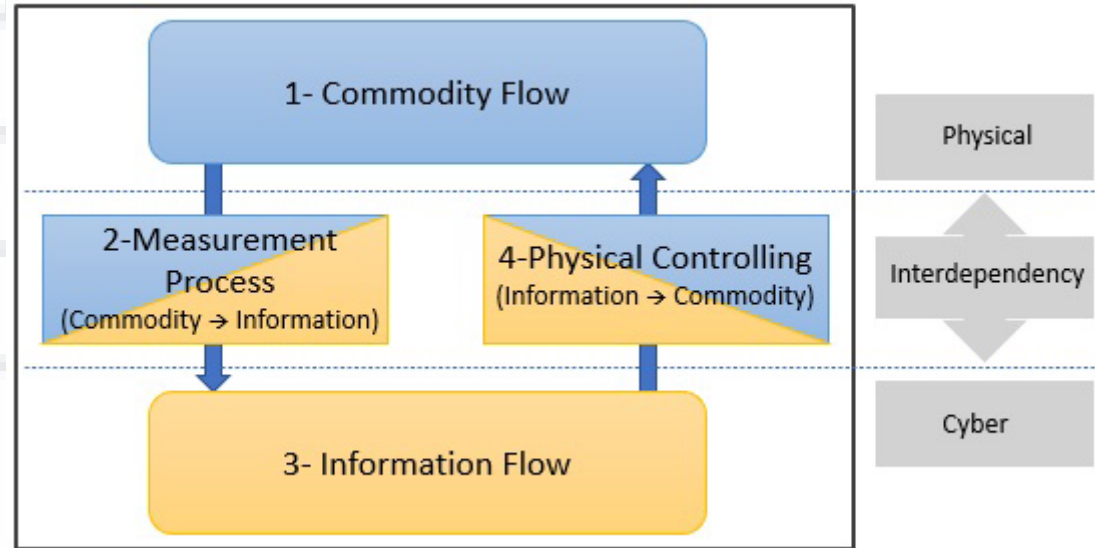 1- Commodity Flow
Physical
2-Measurement
Process
(Commodity → Information)
4-Physical Controlling
(Information → Commodity)
Interdependency
3- Information Flow
Cyber